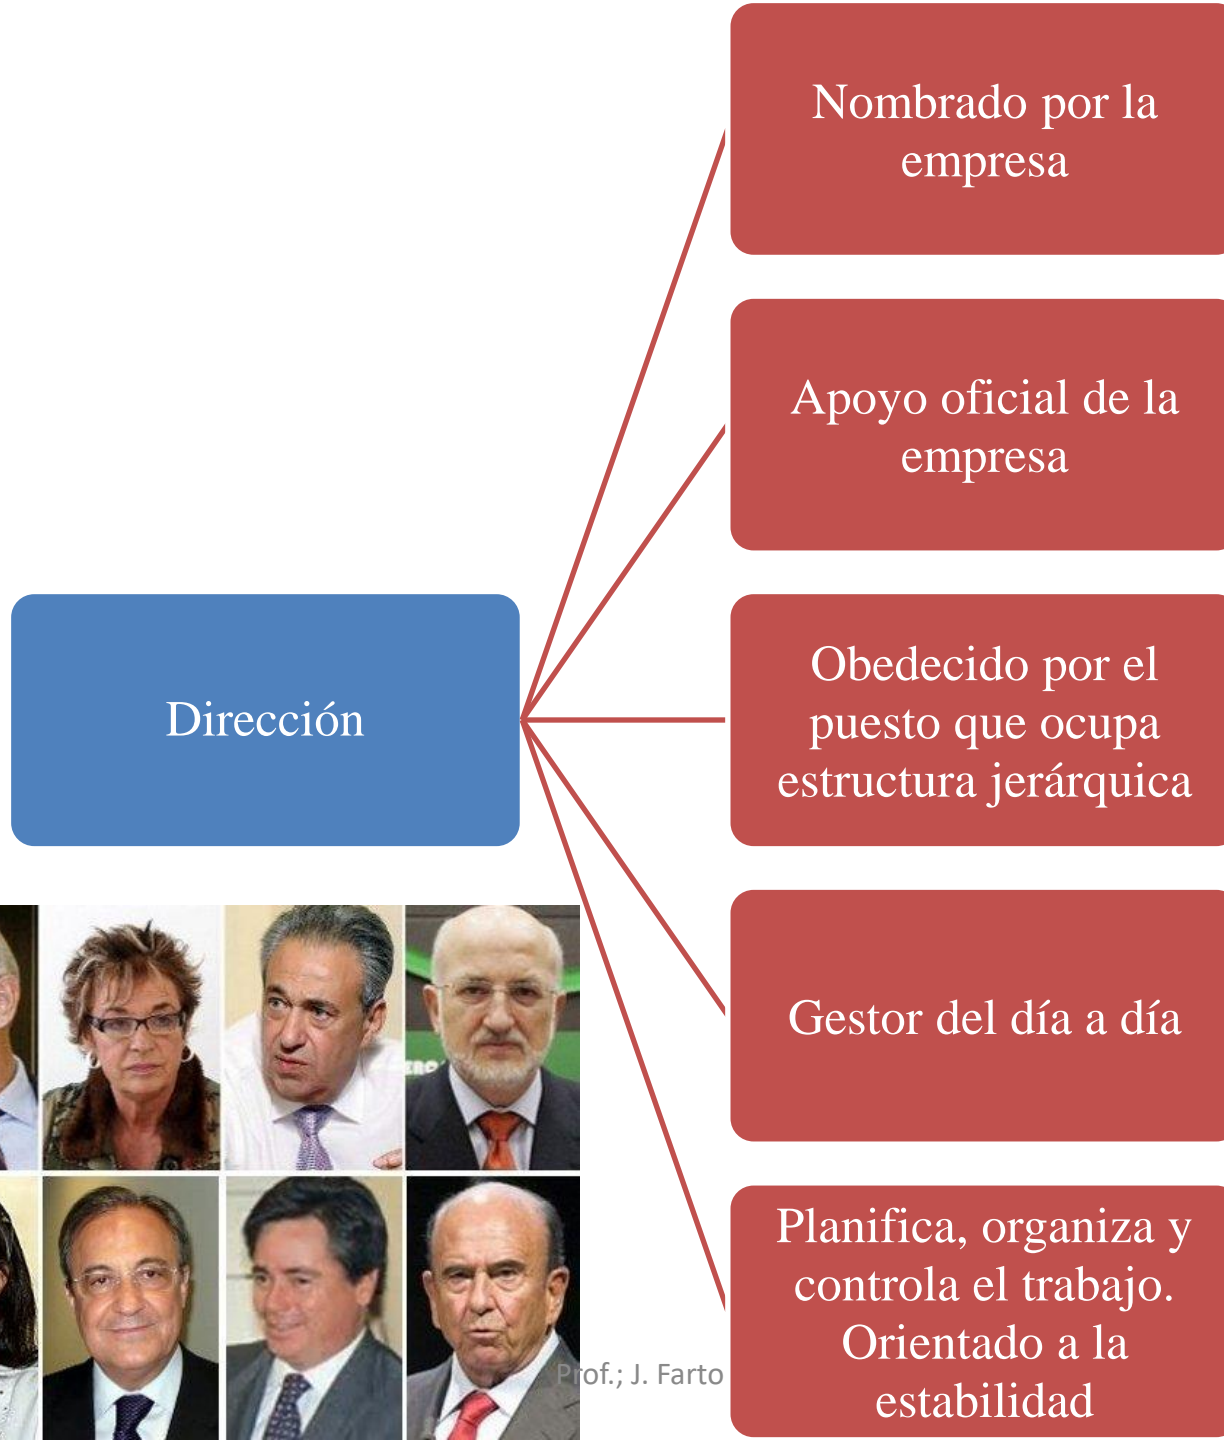 Nombrado por la
empresa
Apoyo oficial de la
empresa
Obedecido por el
puesto que ocupa
estructura jerárquica
Dirección
Gestor del día a día
Planifica, organiza y
controla el trabajo.
Orientado a la
estabilidad
Prof.; J. Farto